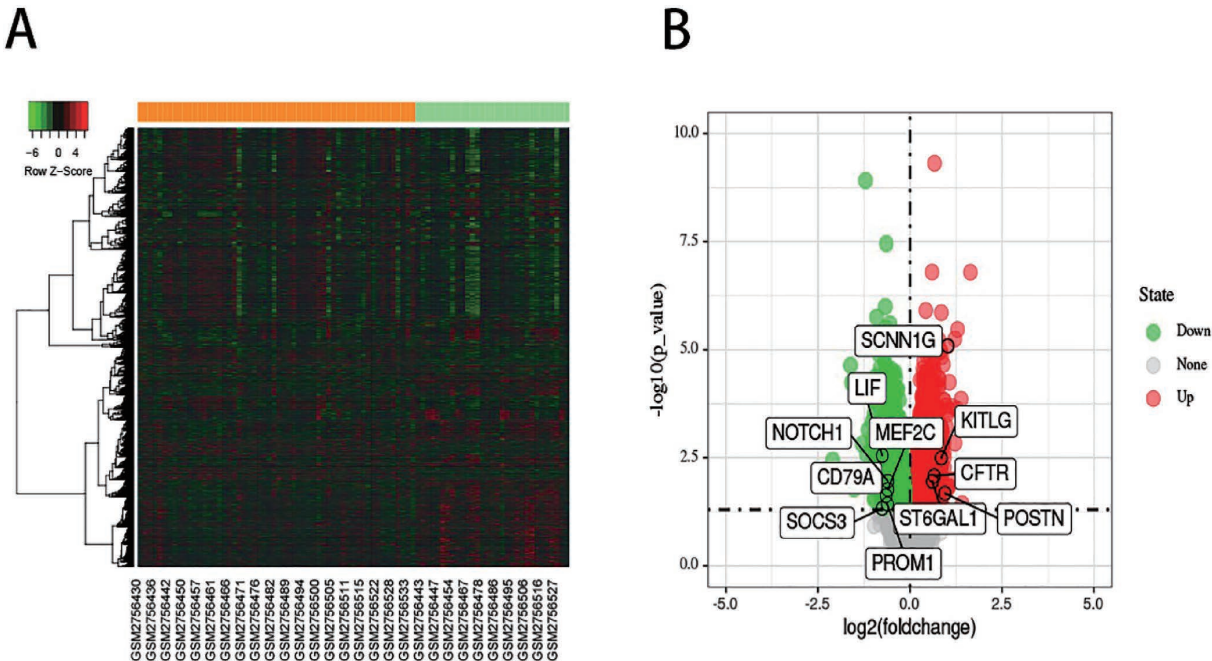 A
-6 0 4
Row Z-Score
GSM2756430
GSM2756436
GSM2756442
GSM2756450
GSM2756457
GSM2756461
GSM2756466
GSM2756471
GSM2756476
GSM2756482
GSM2756489
GSM2756494
GSM2756500
GSM2756505
GSM2756511
GSM2756515
GSM2756522
GSM2756528
GSM2756533
GSM2756443
GSM2756447
GSM2756454
GSM2756467
GSM2756478
GSM2756486
GSM2756495
GSM2756506
GSM2756516
GSM2756527
B
-log10(p_value)
10.0
7.5
5.0
2.5
0.0
SCNN1G
LIF
NOTCH1
MEF2C
KITLG
CD79A
CFTR
SOCS3
ST6GAL1
POSTN
PROM1
-5.0 -2.5 0.0 2.5 5.0
log2(foldchange)
State
Down
None
Up